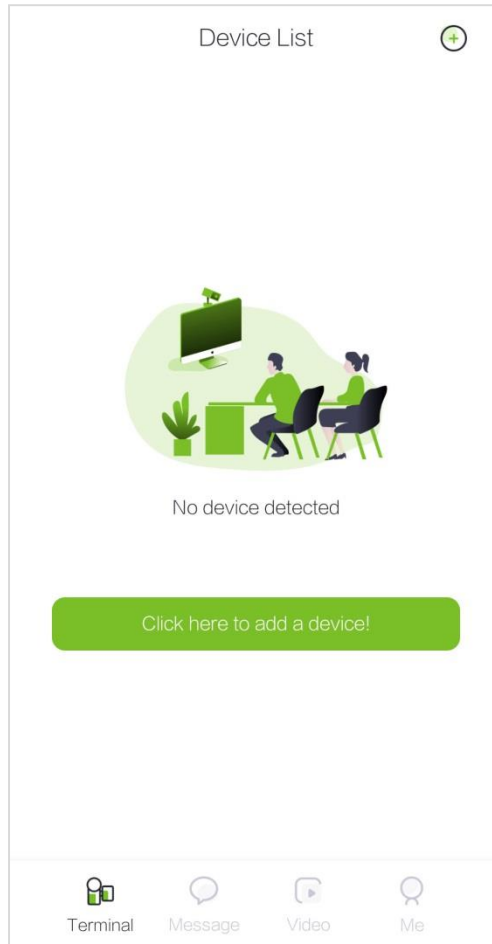 Device List
No device detected
Click here to add a device!
Terminal
Message
Video
Me